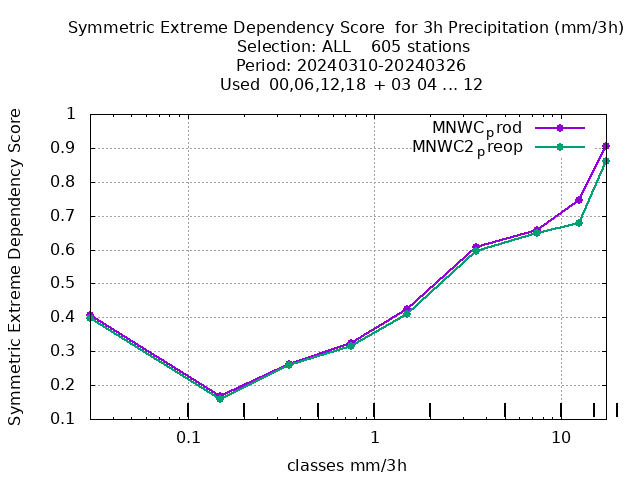 Symmetric Extreme Dependency Score  for 3h Precipitation (mm/3h)
Selection: ALL    605 stations
Period: 20240310-20240326
Used  00,06,12,18  + 03 04 ... 12
Symmetric Extreme Dependency Score
1
0.9
0.8
0.7
0.6
0.5
0.4
0.3
0.2
0.1
MNWC_prod
MNWC2_preop
0.1 1 10
classes mm/3h